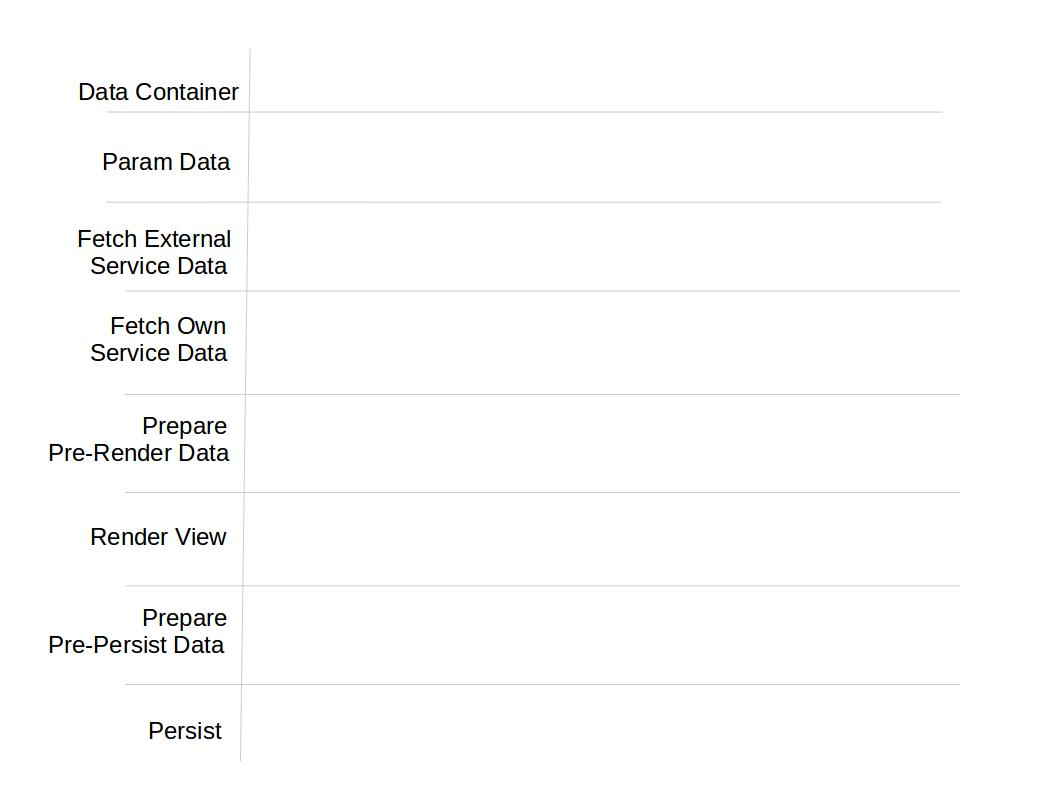 Data Container
Param Data
Fetch External
Service Data
Fetch Own
Service Data
Prepare
Pre-Render Data
Render View
Prepare
Pre-Persist Data
Persist